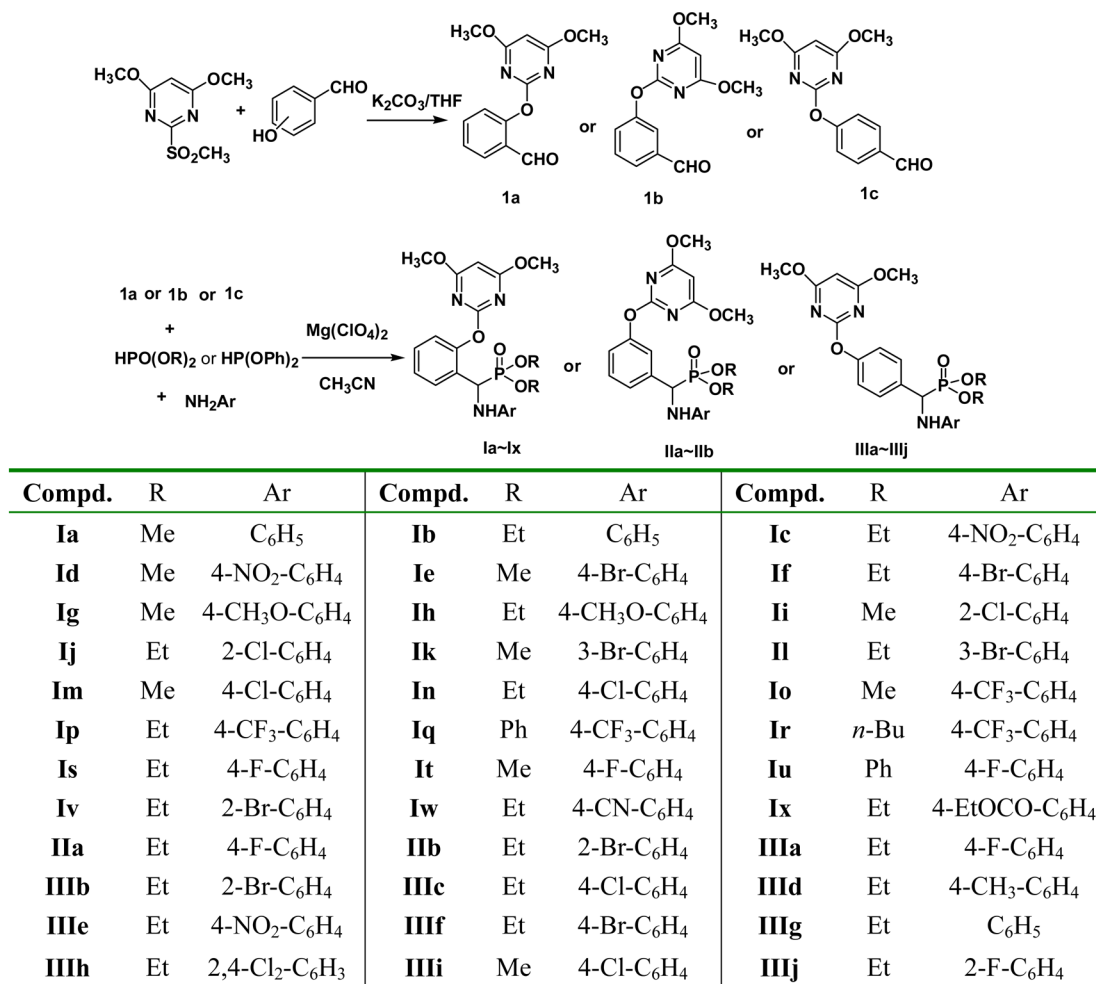 OCH₃
H₃CO OCH₃ H₃CO OCH₃
H₃CO OCH₃ CHO N N N N
N N + K₂CO₃/THF N OCH₃ N
HO O or O or O
SO₂CH₃ CHO CHO CHO
1a 1b 1c
OCH₃
H₃CO OCH₃ H₃CO OCH₃
1a or 1b or 1c N N N N N N
+ Mg(ClO₄)₂ O O OCH₃ O
HPO(OR)₂ or HP(OPh)₂ O P OR OR or O P OR OR or O P OR OR
+ NH₂Ar CH₃CN NHAr NHAr NHAr
Ia~Ix IIa~IIb IIIa~IIIj
Compd. R Ar Compd. R Ar Compd. R Ar
Ia Me C₆H₅ Ib Et C₆H₅ Ic Et 4-NO₂-C₆H₄
Id Me 4-NO₂-C₆H₄ Ie Me 4-Br-C₆H₄ If Et 4-Br-C₆H₄
Ig Me 4-CH₃O-C₆H₄ Ih Et 4-CH₃O-C₆H₄ Ii Me 2-Cl-C₆H₄
Ij Et 2-Cl-C₆H₄ Ik Me 3-Br-C₆H₄ Il Et 3-Br-C₆H₄
Im Me 4-Cl-C₆H₄ In Et 4-Cl-C₆H₄ Io Me 4-CF₃-C₆H₄
Ip Et 4-CF₃-C₆H₄ Iq Ph 4-CF₃-C₆H₄ Ir n-Bu 4-CF₃-C₆H₄
Is Et 4-F-C₆H₄ It Me 4-F-C₆H₄ Iu Ph 4-F-C₆H₄
Iv Et 2-Br-C₆H₄ Iw Et 4-CN-C₆H₄ Ix Et 4-EtOCO-C₆H₄
IIa Et 4-F-C₆H₄ IIb Et 2-Br-C₆H₄ IIIa Et 4-F-C₆H₄
IIIb Et 2-Br-C₆H₄ IIIc Et 4-Cl-C₆H₄ IIId Et 4-CH₃-C₆H₄
IIIe Et 4-NO₂-C₆H₄ IIIf Et 4-Br-C₆H₄ IIIg Et C₆H₅
IIIh Et 2,4-Cl₂-C₆H₃ IIIi Me 4-Cl-C₆H₄ IIIj Et 2-F-C₆H₄